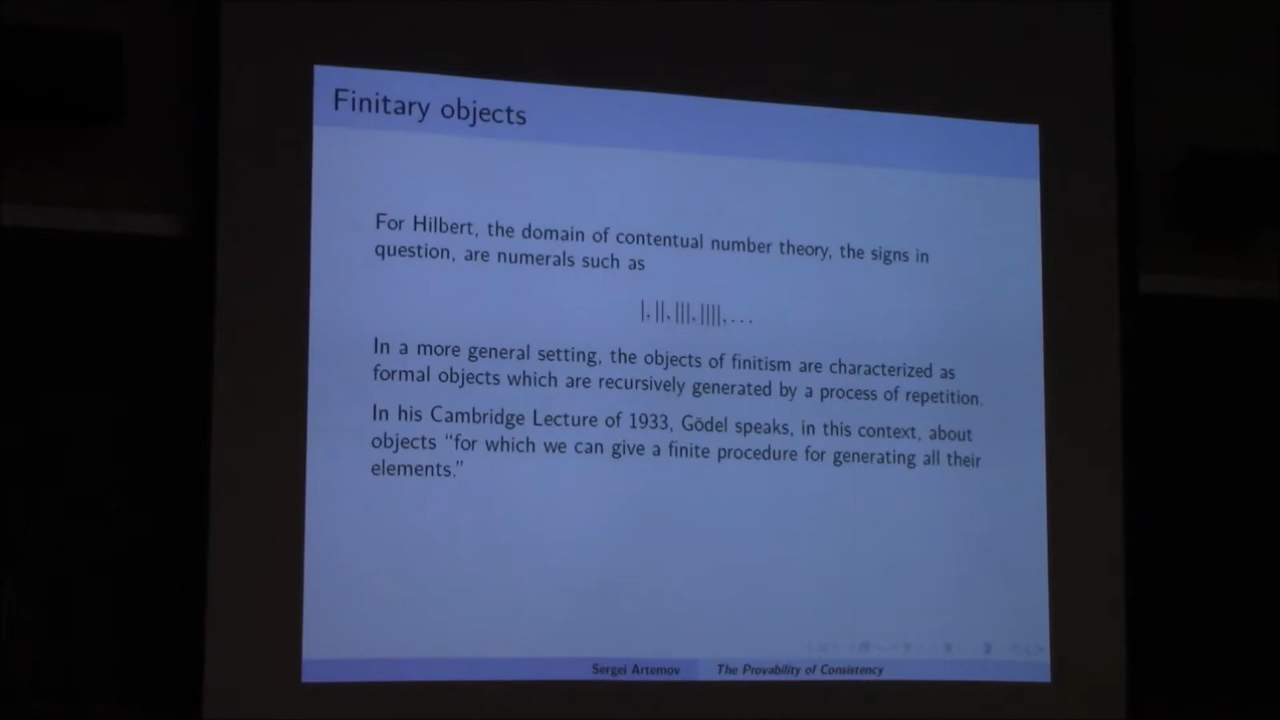 Finitary objects
For Hilbert, the domain of contentual number theory, the signs in
question, are numerals such as
|, ||, |||, ||||, ...
In a more general setting, the objects of finitism are characterized as
formal objects which are recursively generated by a process of repetition.
In his Cambridge Lecture of 1933, Gödel speaks, in this context, about
objects “for which we can give a finite procedure for generating all their
elements.”
Sergei Artemov The Provability of Consistency